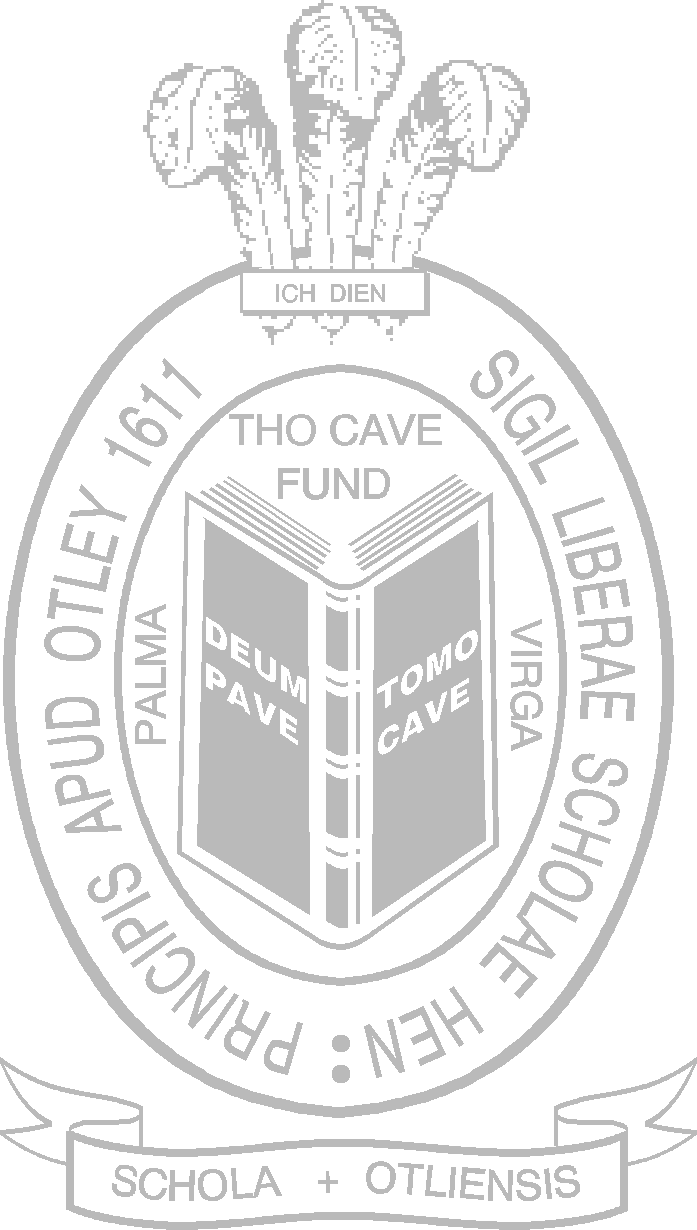 ICH DIEN
SIGIL LIBERAE SCHOLAE HEN: PRINCIPIS APUD OTLEY 1611
THO CAVE
FUND
PALMA
DEUM
PAVE
TOMO
CAVE
VIRGA
SCHOLA + OTLIENSIS